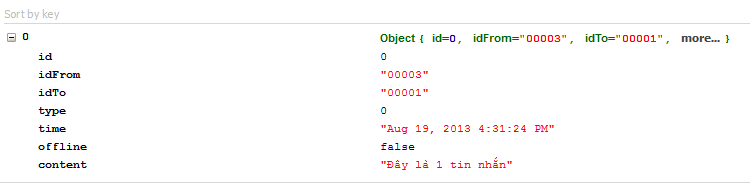 Sort by key
0 Object { id=0, idFrom="00003", idTo="00001", more... }
id 0
idFrom "00003"
idTo "00001"
type 0
time "Aug 19, 2013 4:31:24 PM"
offline false
content "Đây là 1 tin nhắn"